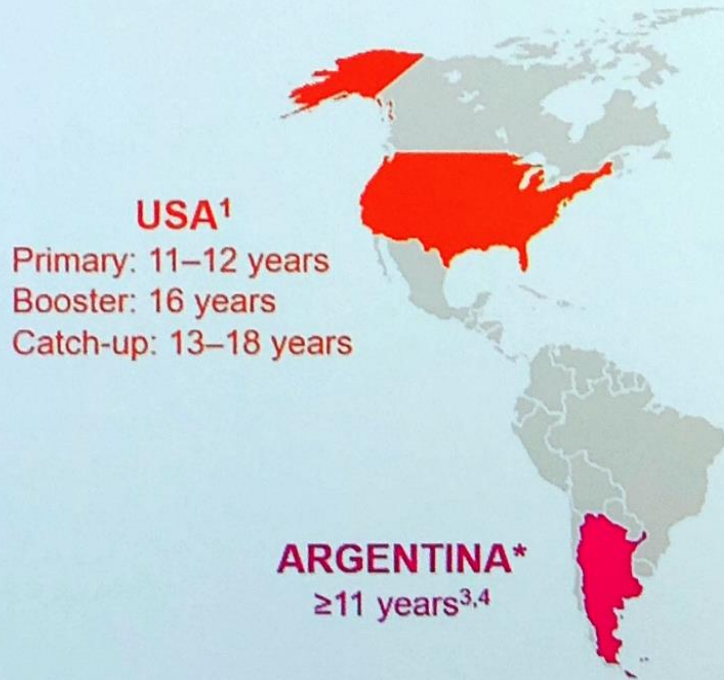 USA¹
Primary: 11–12 years
Booster: 16 years
Catch-up: 13–18 years
ARGENTINA*
≥11 years³,⁴